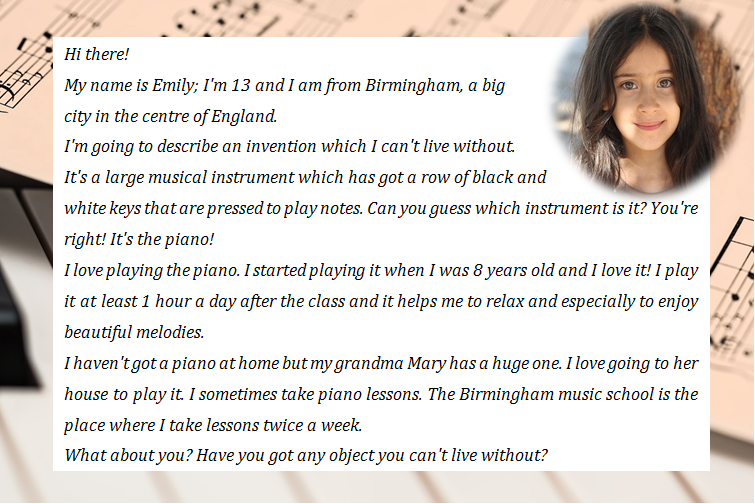 Hi there!
My name is Emily; I'm 13 and I am from Birmingham, a big
city in the centre of England.
I'm going to describe an invention which I can't live without.
It's a large musical instrument which has got a row of black and
white keys that are pressed to play notes. Can you guess which instrument is it? You're
right! It's the piano!
I love playing the piano. I started playing it when I was 8 years old and I love it! I play
it at least 1 hour a day after the class and it helps me to relax and especially to enjoy
beautiful melodies.
I haven't got a piano at home but my grandma Mary has a huge one. I love going to her
house to play it. I sometimes take piano lessons. The Birmingham music school is the
place where I take lessons twice a week.
What about you? Have you got any object you can't live without?